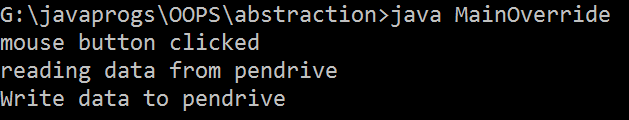 G:\javaprogs\OOPS\abstraction>java MainOverride
mouse button clicked
reading data from pendrive
Write data to pendrive